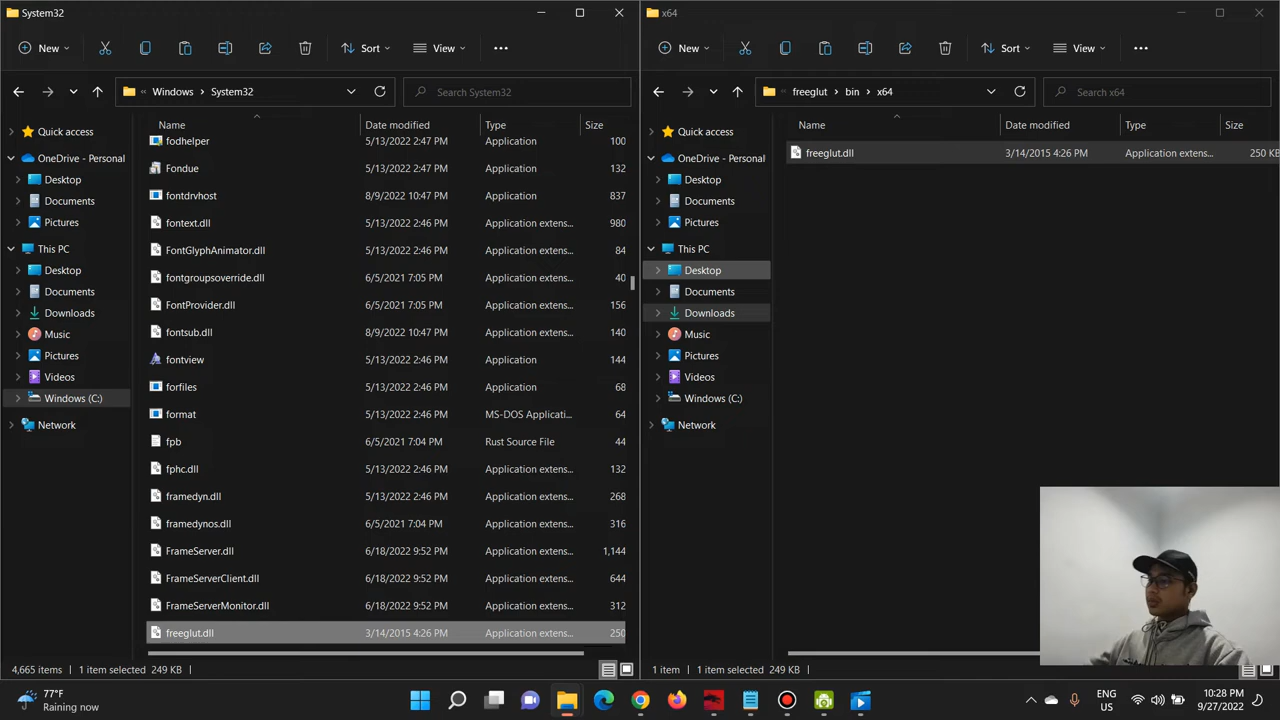 System32
New
Sort
View
Windows
System32
Search System32
Quick access
OneDrive - Personal
Desktop
Documents
Pictures
This PC
Desktop
Documents
Downloads
Music
Pictures
Videos
Windows (C:)
Network
Name Date modified Type Size
fodhelper 5/13/2022 2:47 PM Application 100
Fondue 5/13/2022 2:47 PM Application 132
fontdrvhost 8/9/2022 10:47 PM Application 837
fontext.dll 5/13/2022 2:46 PM Application extens... 980
FontGlyphAnimator.dll 5/13/2022 2:46 PM Application extens... 84
fontgroupsoverride.dll 6/5/2021 7:05 PM Application extens... 40
FontProvider.dll 6/5/2021 7:05 PM Application extens... 156
fontsub.dll 8/9/2022 10:47 PM Application extens... 140
fontview 5/13/2022 2:46 PM Application 144
forfiles 5/13/2022 2:46 PM Application 68
format 5/13/2022 2:46 PM MS-DOS Applicati... 64
fpb 6/5/2021 7:04 PM Rust Source File 44
fphc.dll 5/13/2022 2:46 PM Application extens... 132
framedyn.dll 5/13/2022 2:46 PM Application extens... 268
framedynos.dll 6/5/2021 7:04 PM Application extens... 316
FrameServer.dll 6/18/2022 9:52 PM Application extens... 1,144
FrameServerClient.dll 6/18/2022 9:52 PM Application extens... 644
FrameServerMonitor.dll 6/18/2022 9:52 PM Application extens... 312
freeglut.dll 3/14/2015 4:26 PM Application extens... 250
4,665 items 1 item selected 249 KB
x64
New
Sort
View
freeglut
bin
x64
Search x64
Quick access
OneDrive - Personal
Desktop
Documents
Pictures
This PC
Desktop
Documents
Downloads
Music
Pictures
Videos
Windows (C:)
Network
Name Date modified Type Size
freeglut.dll 3/14/2015 4:26 PM Application extens... 250 KB
1 item 1 item selected 249 KB
77°F
Raining now
ENG
US
10:28 PM
9/27/2022